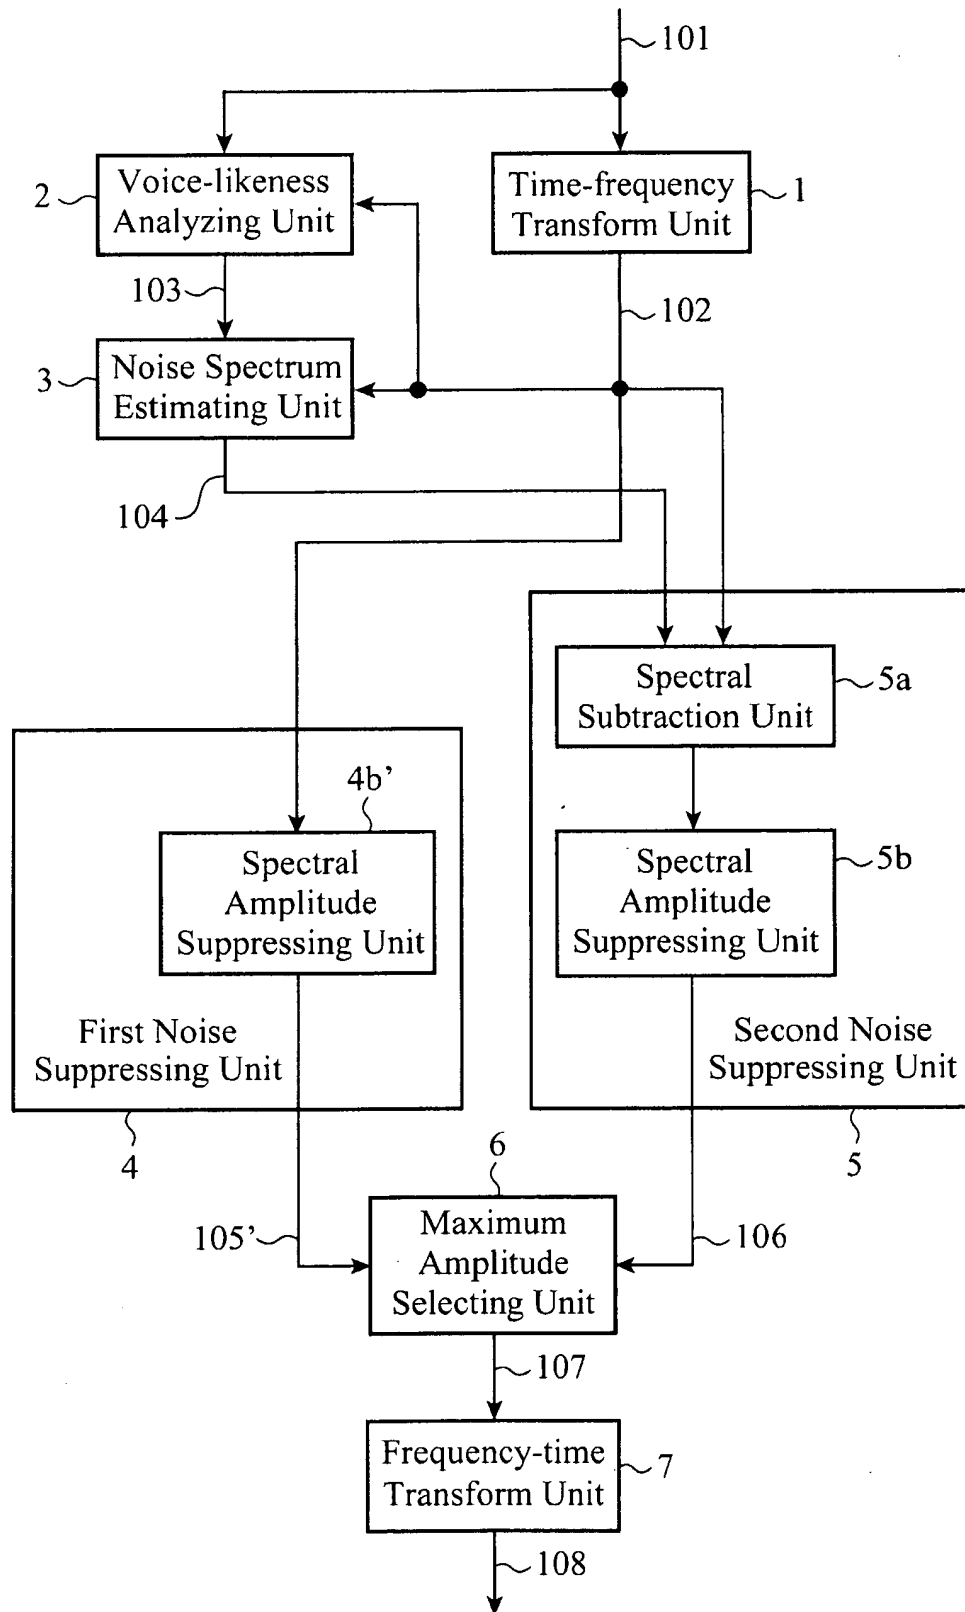 101
2
Voice-likeness
Analyzing Unit
Time-frequency
Transform Unit
1
103
102
3
Noise Spectrum
Estimating Unit
104
Spectral
Subtraction Unit
5a
4b’
Spectral
Amplitude
Suppressing Unit
Spectral
Amplitude
Suppressing Unit
5b
First Noise
Suppressing Unit
Second Noise
Suppressing Unit
4
5
6
105’
Maximum
Amplitude
Selecting Unit
106
107
Frequency-time
Transform Unit
7
108